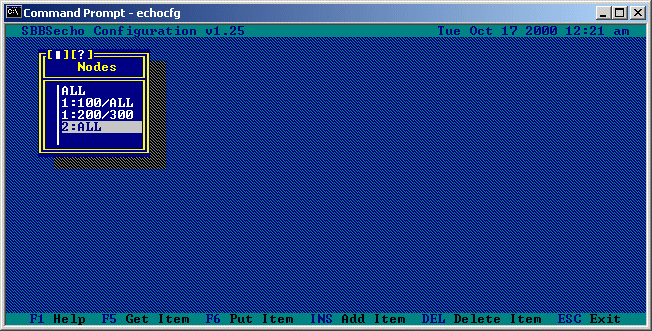 Command Prompt - echocfg
SBBSecho Configuration v1.25 Tue Oct 17 2000 12:21 am
[■][?]
Nodes
ALL
1:100/ALL
1:200/300
2:ALL
F1 Help F5 Get Item F6 Put Item INS Add Item DEL Delete Item ESC Exit